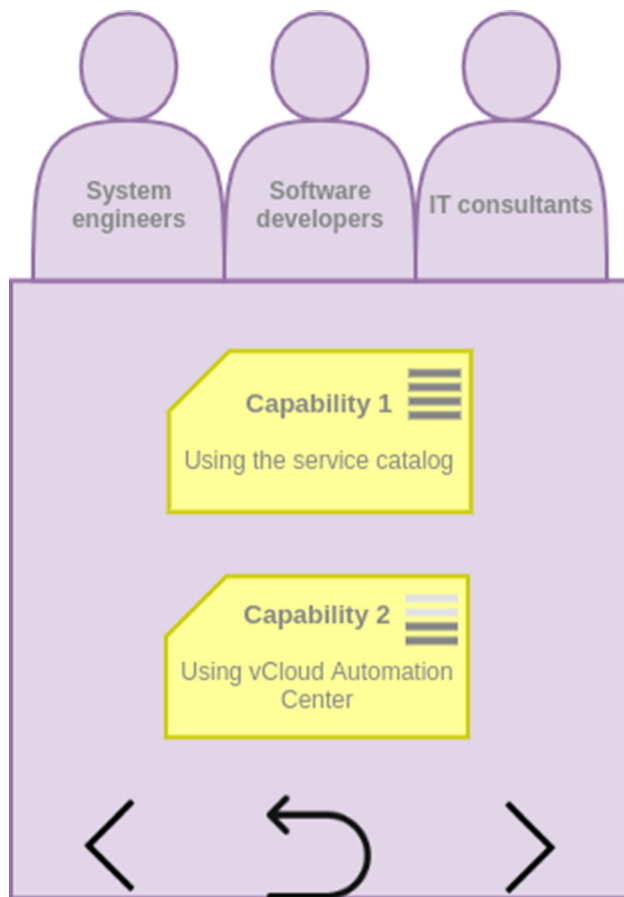 System
engineers
Software
developers
IT consultants
Capability 1
Using the service catalog
Capability 2
Using vCloud Automation
Center